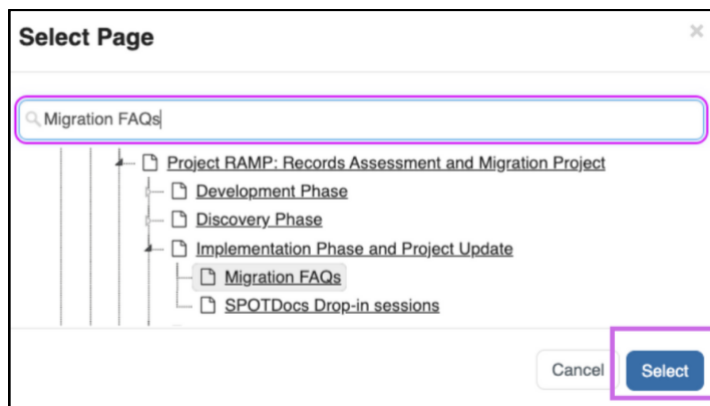 Select Page
×
Migration FAQs
Project RAMP: Records Assessment and Migration Project
Development Phase
Discovery Phase
Implementation Phase and Project Update
Migration FAQs
SPOTDocs Drop-in sessions
Cancel Select